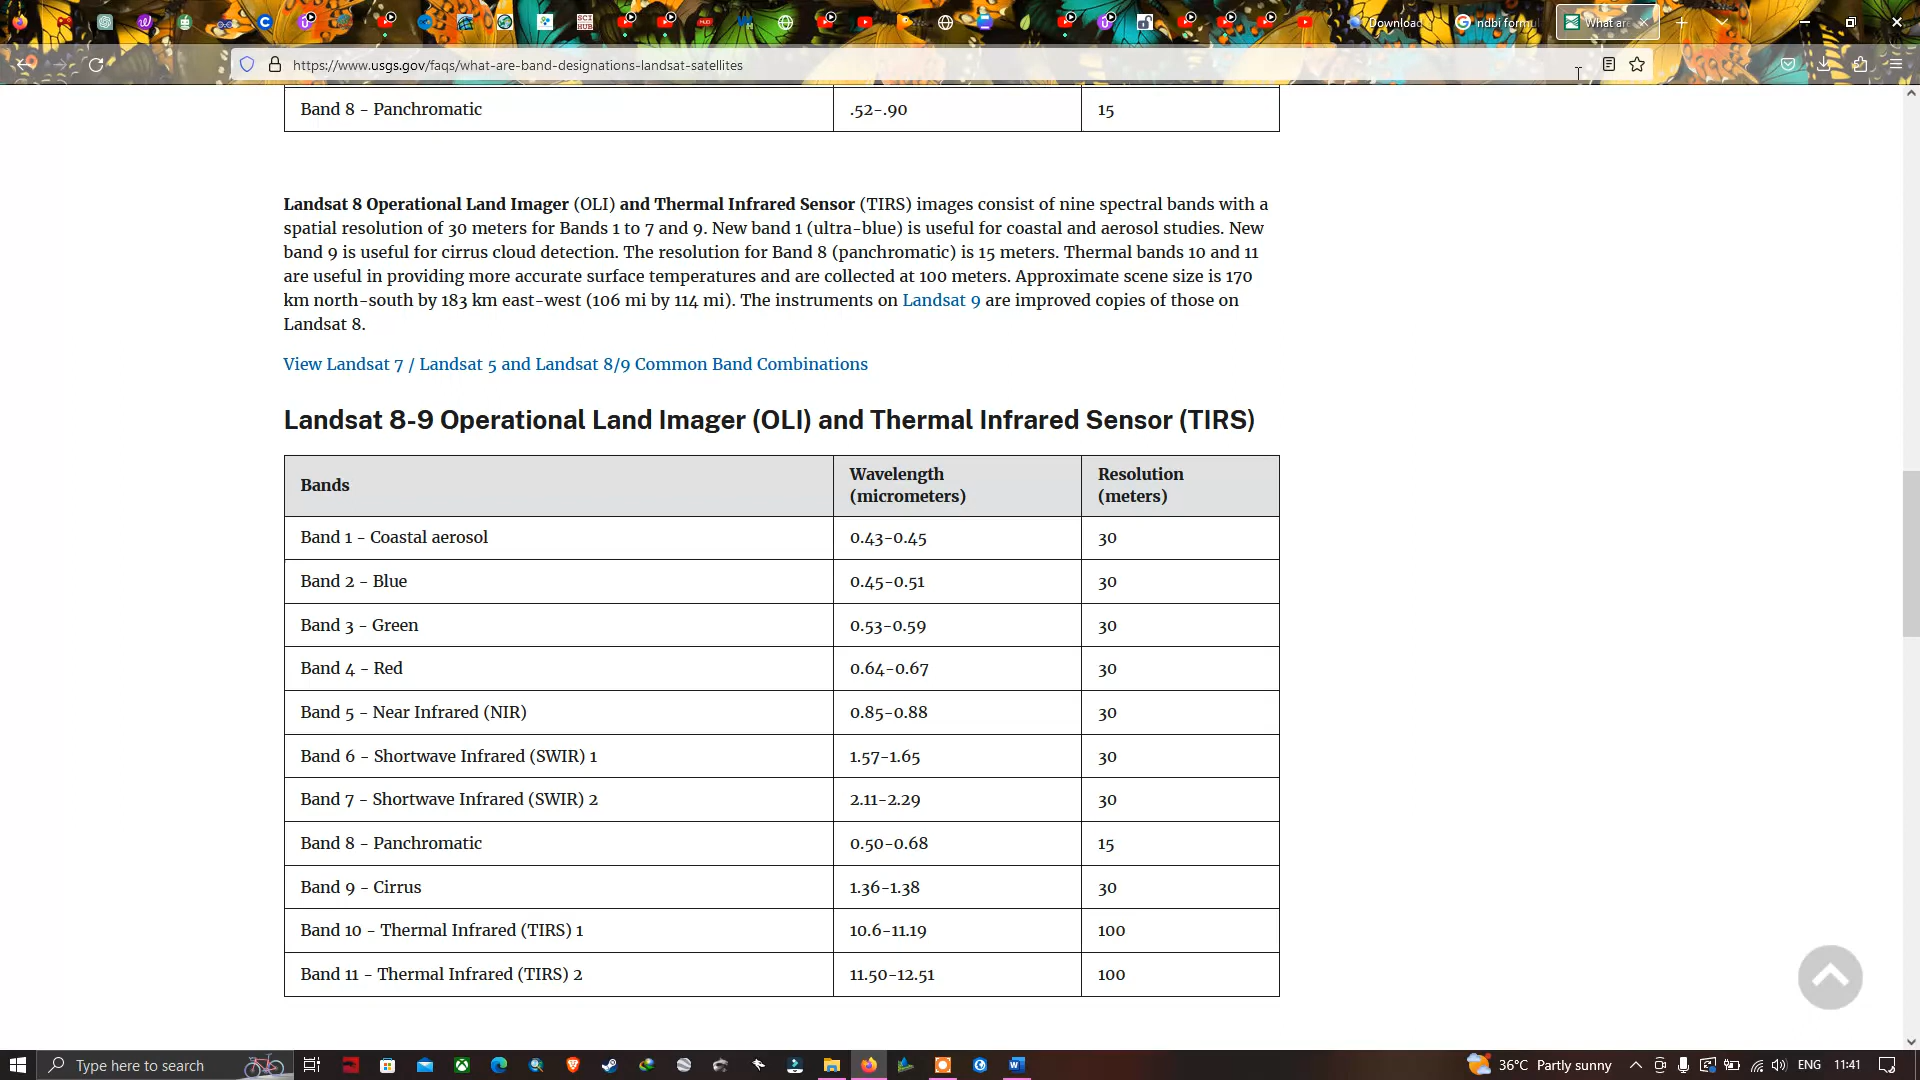 Download
ndbi formu
What are
https://www.usgs.gov/faqs/what-are-band-designations-landsat-satellites
Band 8 - Panchromatic .52-.90 15
Landsat 8 Operational Land Imager (OLI) and Thermal Infrared Sensor (TIRS) images consist of nine spectral bands with a
spatial resolution of 30 meters for Bands 1 to 7 and 9. New band 1 (ultra-blue) is useful for coastal and aerosol studies. New
band 9 is useful for cirrus cloud detection. The resolution for Band 8 (panchromatic) is 15 meters. Thermal bands 10 and 11
are useful in providing more accurate surface temperatures and are collected at 100 meters. Approximate scene size is 170
km north-south by 183 km east-west (106 mi by 114 mi). The instruments on Landsat 9 are improved copies of those on
Landsat 8.
View Landsat 7 / Landsat 5 and Landsat 8/9 Common Band Combinations
Landsat 8-9 Operational Land Imager (OLI) and Thermal Infrared Sensor (TIRS)
Bands Wavelength (micrometers) Resolution (meters)
Band 1 - Coastal aerosol 0.43-0.45 30
Band 2 - Blue 0.45-0.51 30
Band 3 - Green 0.53-0.59 30
Band 4 - Red 0.64-0.67 30
Band 5 - Near Infrared (NIR) 0.85-0.88 30
Band 6 - Shortwave Infrared (SWIR) 1 1.57-1.65 30
Band 7 - Shortwave Infrared (SWIR) 2 2.11-2.29 30
Band 8 - Panchromatic 0.50-0.68 15
Band 9 - Cirrus 1.36-1.38 30
Band 10 - Thermal Infrared (TIRS) 1 10.6-11.19 100
Band 11 - Thermal Infrared (TIRS) 2 11.50-12.51 100
Type here to search
36°C Partly sunny
ENG
11:41